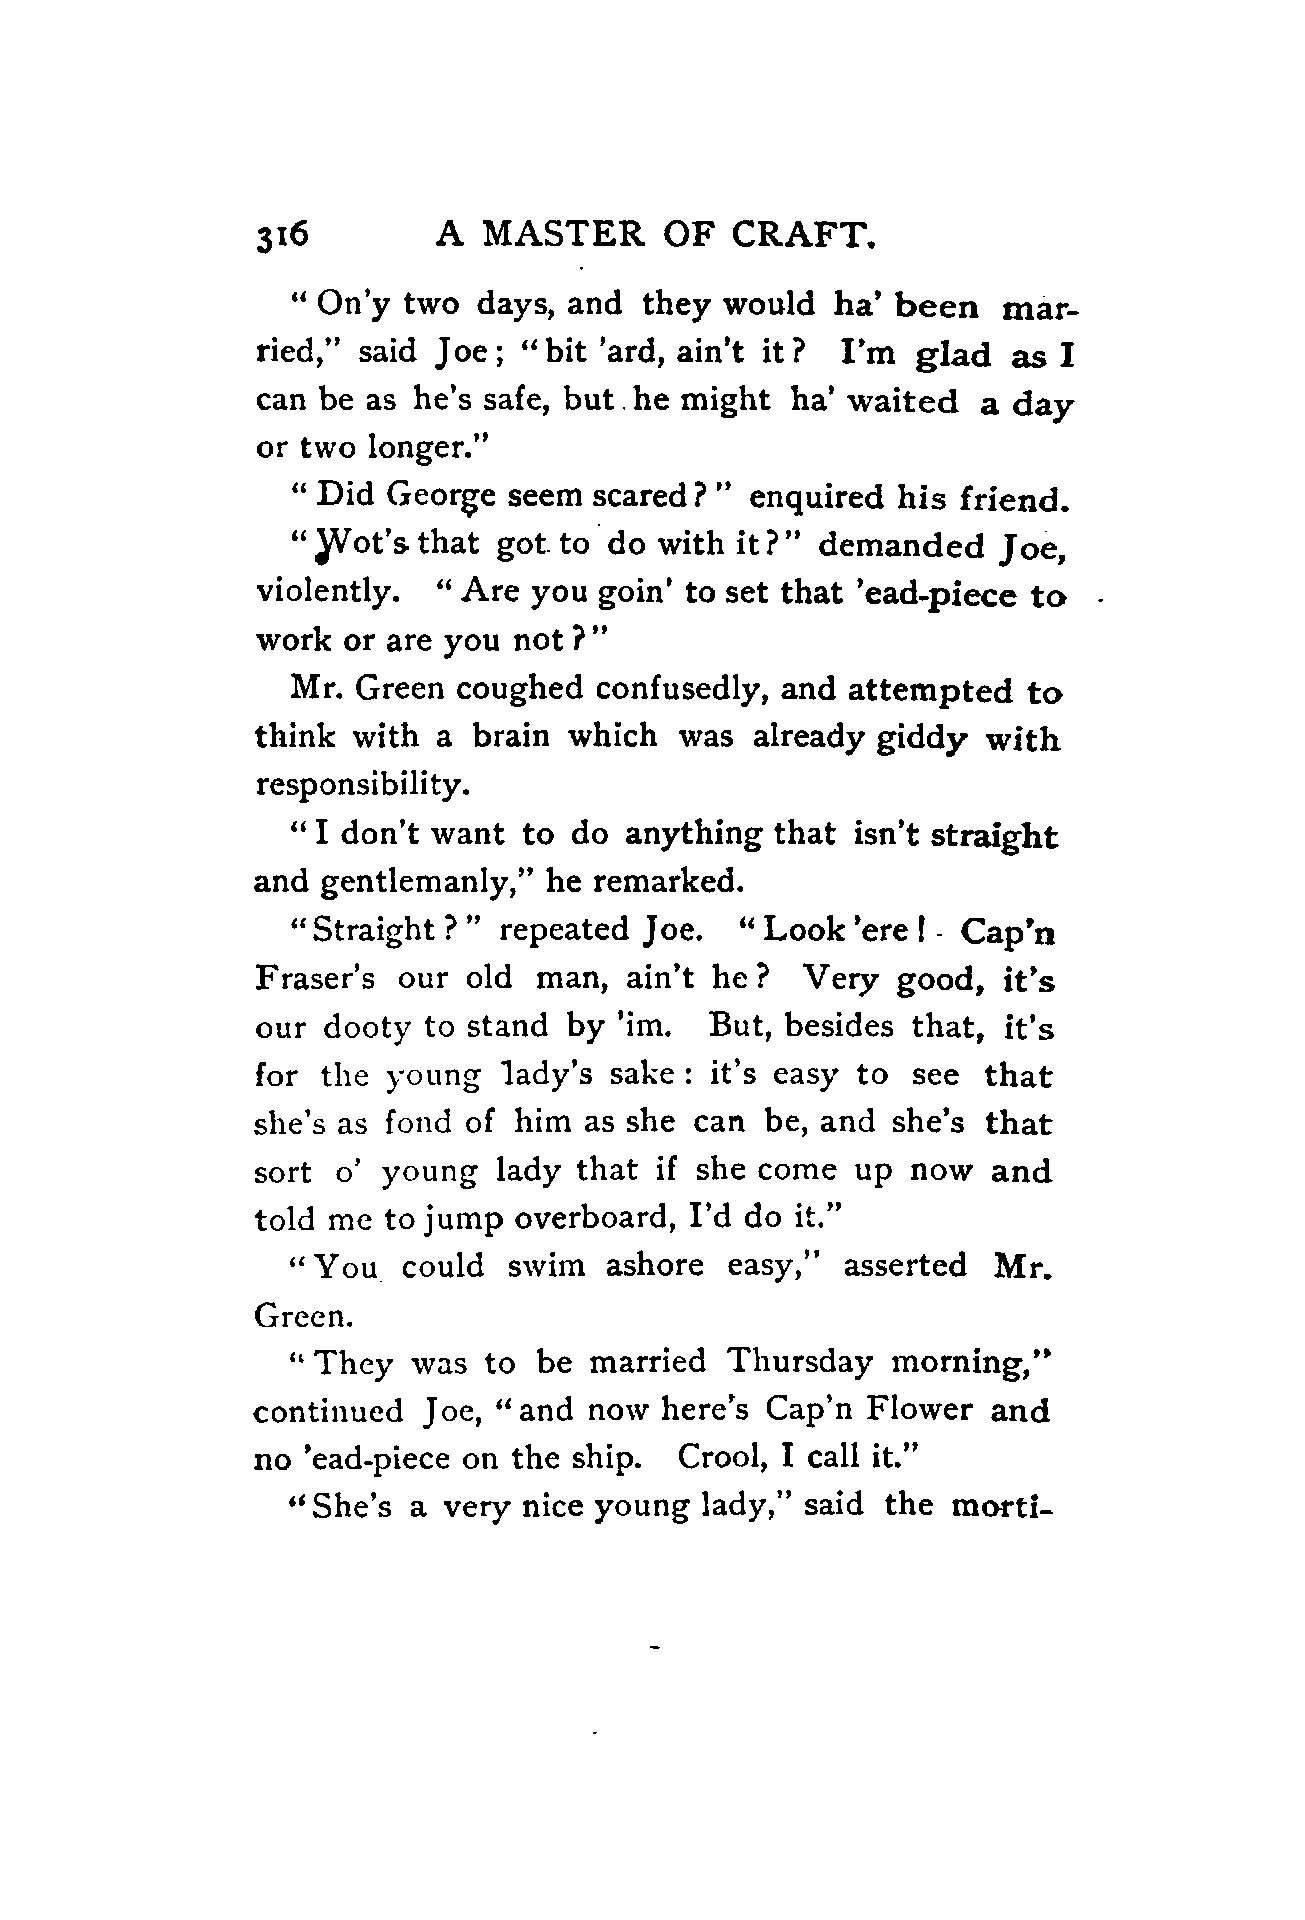 316 A MASTER OF CRAFT.
" On'y two days, and they would ha' been mar-
ried," said Joe ; " bit 'ard, ain't it ? I'm glad as I
can be as he's safe, but he might ha' waited a day
or two longer."
" Did George seem scared ? " enquired his friend.
" Wot's that got to do with it ? " demanded Joe,
violently. " Are you goin' to set that 'ead-piece to
work or are you not ? "
Mr. Green coughed confusedly, and attempted to
think with a brain which was already giddy with
responsibility.
" I don't want to do anything that isn't straight
and gentlemanly," he remarked.
" Straight ? " repeated Joe. " Look 'ere ! Cap'n
Fraser's our old man, ain't he ? Very good, it's
our dooty to stand by 'im. But, besides that, it's
for the young lady's sake : it's easy to see that
she's as fond of him as she can be, and she's that
sort o' young lady that if she come up now and
told me to jump overboard, I'd do it."
" You could swim ashore easy," asserted Mr.
Green.
" They was to be married Thursday morning,"
continued Joe, " and now here's Cap'n Flower and
no 'ead-piece on the ship. Crool, I call it."
" She's a very nice young lady," said the morti-